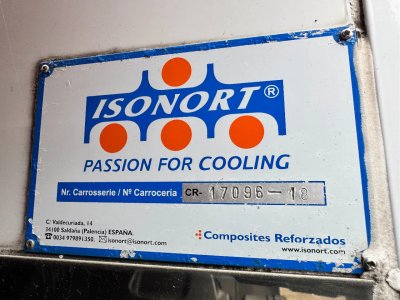 ISONORT®
PASSION FOR COOLING
Nr. Carrosserie / Nº Carroceria CR- 17096-18
C/ Valdecuriada, 14
34100 Saldaña (Palencia) ESPAÑA.
☎ 0034 979891350. ✉ isonort@isonort.com
Composites Reforzados
www.isonort.com